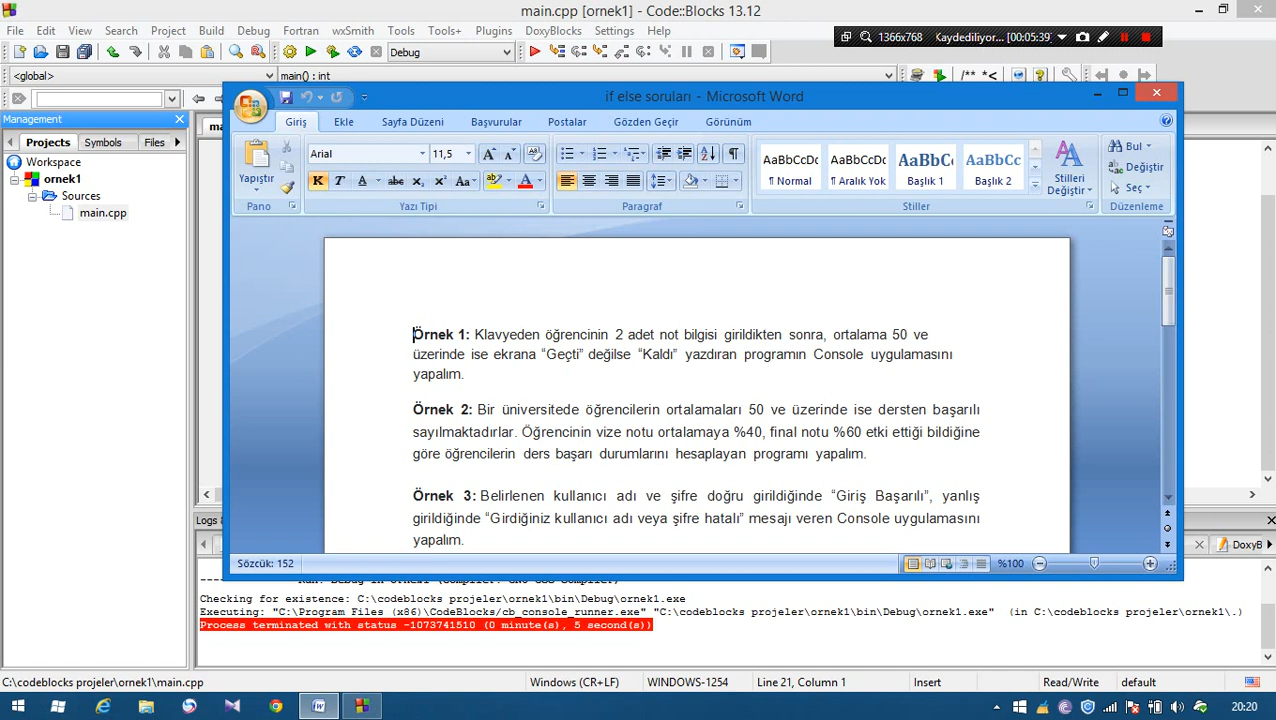 main.cpp [ornek1] - Code::Blocks 13.12
File Edit View Search Project Build Debug Fortran wxSmith Tools Tools+ Plugins DoxyBlocks Settings Help
1366x768 Kaydediliyor... [00:05:39]
Debug
<global> main() : int
/** *<
Management
Projects Symbols Files
Workspace
ornek1
Sources
main.cpp
if else soruları - Microsoft Word
Giriş Ekle Sayfa Düzeni Başvurular Postalar Gözden Geçir Görünüm
Yapıştır
Arial 11,5
AaBbCcDc AaBbCcDc AaBbC AaBbCc
¶ Normal ¶ Aralık Yok Başlık 1 Başlık 2
Stilleri Değiştir
Bul
Değiştir
Seç
Pano Yazı Tipi Paragraf Stiller Düzenleme
Örnek 1: Klavyeden öğrencinin 2 adet not bilgisi girildikten sonra, ortalama 50 ve
üzerinde ise ekrana “Geçti” değilse “Kaldı” yazdıran programın Console uygulamasını
yapalım.
Örnek 2: Bir üniversitede öğrencilerin ortalamaları 50 ve üzerinde ise dersten başarılı
sayılmaktadırlar. Öğrencinin vize notu ortalamaya %40, final notu %60 etki ettiği bildiğine
göre öğrencilerin ders başarı durumlarını hesaplayan programı yapalım.
Örnek 3: Belirlenen kullanıcı adı ve şifre doğru girildiğinde “Giriş Başarılı”, yanlış
girildiğinde “Girdiğiniz kullanıcı adı veya şifre hatalı” mesajı veren Console uygulamasını
yapalım.
Sözcük: 152 %100
Logs
DoxyB
Checking for existence: C:\codeblocks projeler\ornek1\bin\Debug\ornek1.exe
Executing: "C:\Program Files (x86)\CodeBlocks/cb_console_runner.exe" "C:\codeblocks projeler\ornek1\bin\Debug\ornek1.exe" (in C:\codeblocks projeler\ornek1\.)
Process terminated with status -1073741510 (0 minute(s), 5 second(s))
C:\codeblocks projeler\ornek1\main.cpp Windows (CR+LF) WINDOWS-1254 Line 21, Column 1 Insert Read/Write default
20:20